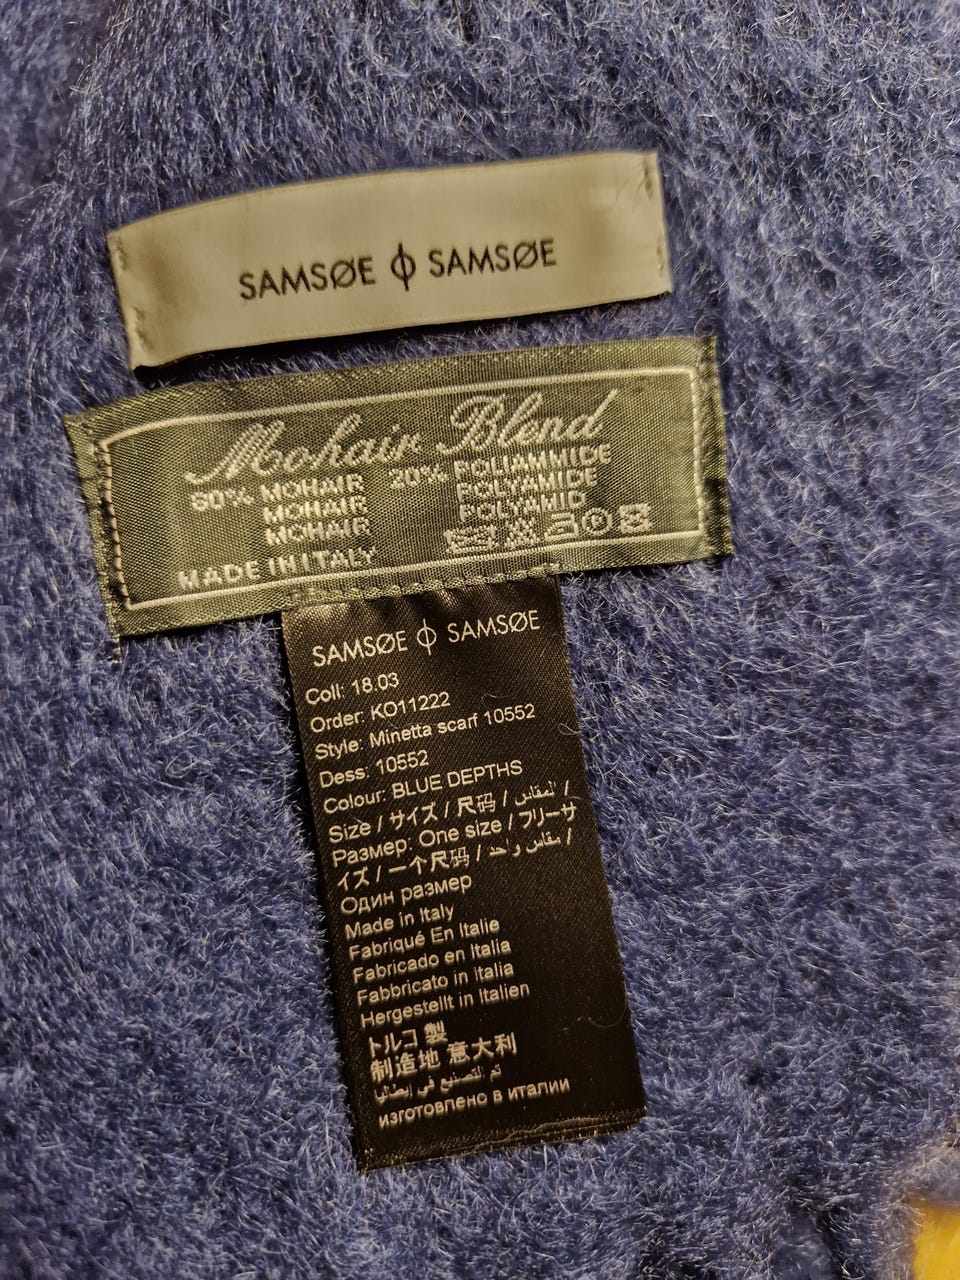 SAMSØE ϕ SAMSØE
Mohair Blend
80% MOHAIR 20% POLIAMMIDE
MOHAIR POLYAMIDE
MOHAIR POLYAMID
MADE IN ITALY
SAMSØE ϕ SAMSØE
Coll: 18.03
Order: KO11222
Style: Minetta scarf 10552
Dess: 10552
Colour: BLUE DEPTHS
Size / サイズ / 尺码 / المقاس /
Размер: One size / フリーサ
イズ / 一个尺码 / مقاس واحد /
Один размер
Made in Italy
Fabriqué En Italie
Fabricado en Italia
Fabbricato in Italia
Hergestellt in Italien
トルコ 製
制造地 意大利
تم التصنيع في إيطاليا
изготовлено в италии